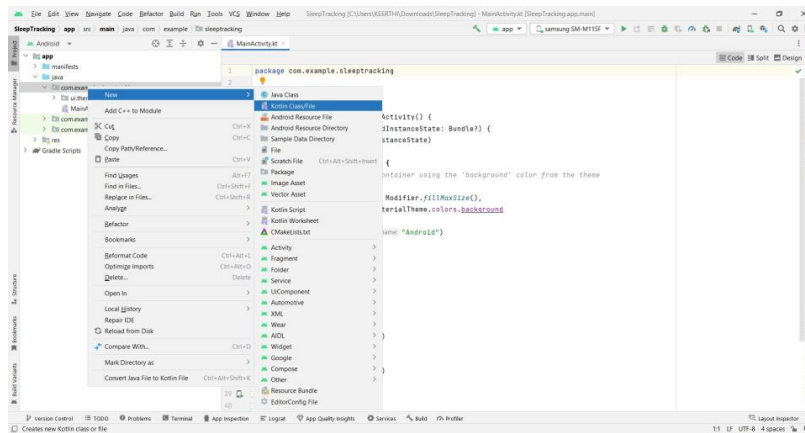 File Edit View Navigate Code Refactor Build Run Tools VCS Window Help SleepTracking [C:\Users\KEERTHI\Downloads\SleepTracking] - MainActivity.kt [SleepTracking.app.main]
SleepTracking app src main java com example sleeptracking
app samsung SM-M115F
Android
MainActivity.kt
Code Split Design
Project
Resource Manager
Structure
Bookmarks
Build Variants
app
manifests
java
com.exam
ui.ther
MainA
com.exam
com.exam
res
Gradle Scripts
New
Add C++ to Module
Cut Ctrl+X
Copy Ctrl+C
Copy Path/Reference...
Paste Ctrl+V
Find Usages Alt+F7
Find in Files... Ctrl+Shift+F
Replace in Files... Ctrl+Shift+R
Analyze
Refactor
Bookmarks
Reformat Code Ctrl+Alt+L
Optimize Imports Ctrl+Alt+O
Delete... Delete
Open In
Local History
Repair IDE
Reload from Disk
Compare With... Ctrl+D
Mark Directory as
Convert Java File to Kotlin File Ctrl+Alt+Shift+K
Java Class
Kotlin Class/File
Android Resource File
Android Resource Directory
Sample Data Directory
File
Scratch File Ctrl+Alt+Shift+Insert
Package
Image Asset
Vector Asset
Kotlin Script
Kotlin Worksheet
CMakeLists.txt
Activity
Fragment
Folder
Service
UiComponent
Automotive
XML
Wear
AIDL
Widget
Google
Compose
Other
Resource Bundle
EditorConfig File
1 package com.example.sleeptracking
2
Activity() {
dInstanceState: Bundle?) {
stanceState)
{
ontainer using the 'background' color from the theme
Modifier.fillMaxSize(),
terialTheme.colors.background
name: "Android")
)
}
39
40
Version Control TODO Problems Terminal App Inspection Logcat App Quality Insights Services Build Profiler Layout Inspector
Creates new Kotlin class or file 1:1 LF UTF-8 4 spaces